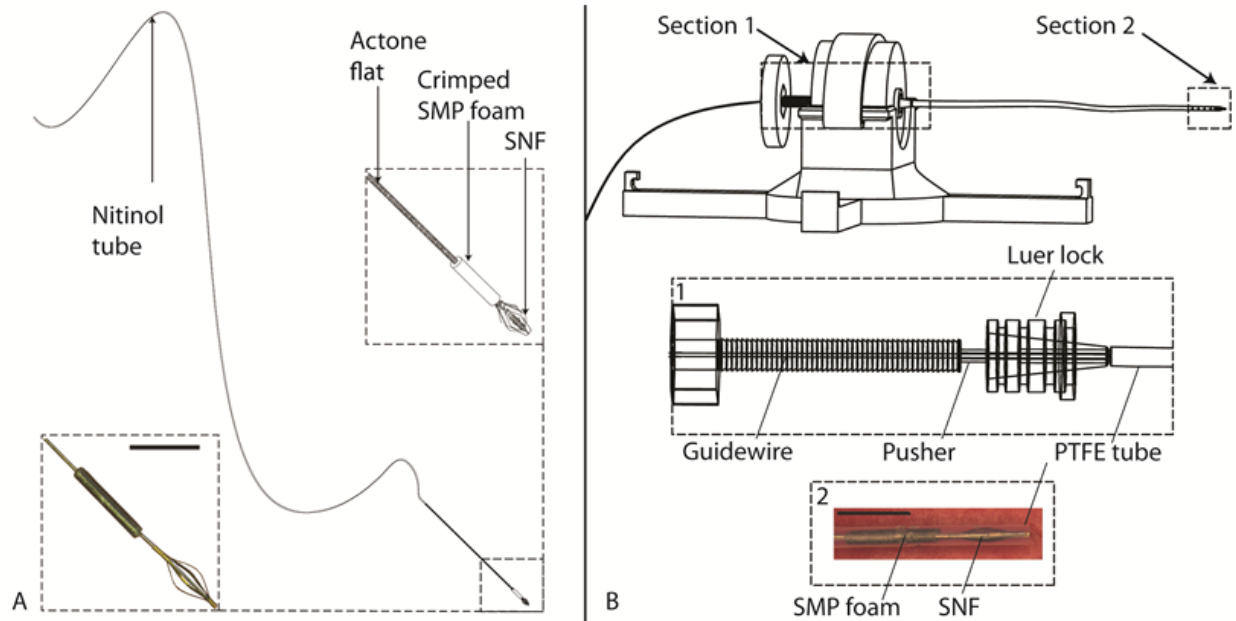 Actone
flat
Crimped
SMP foam
SNF
Nitinol
tube
A
Section 1
Section 2
Luer lock
1
Guidewire
Pusher
PTFE tube
2
SMP foam
SNF
B